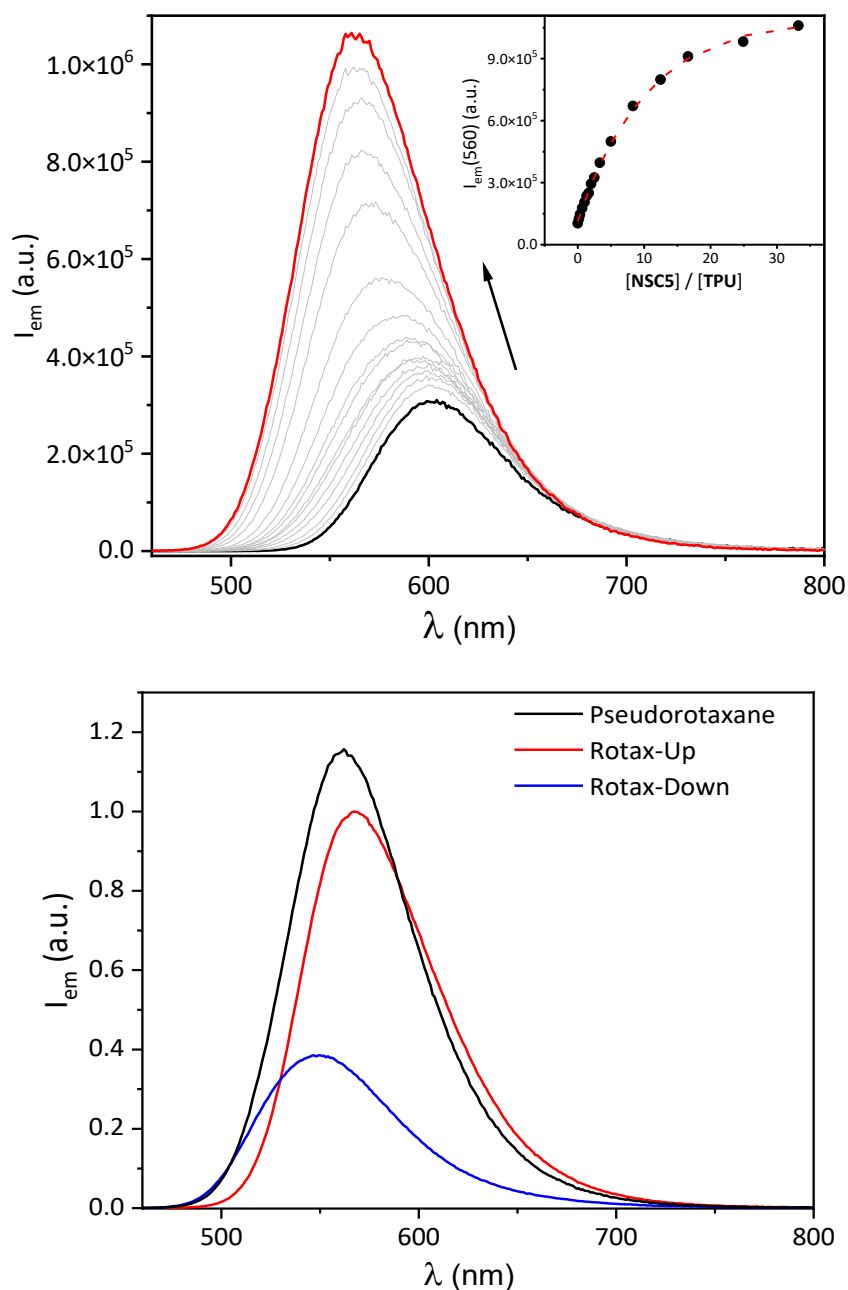 1.0×10⁶
8.0×10⁵
6.0×10⁵
4.0×10⁵
2.0×10⁵
0.0
I_em (a.u.)
500 600 700 800
λ (nm)
9.0×10⁵
6.0×10⁵
3.0×10⁵
0.0
I_em(560) (a.u.)
0 10 20 30
[NSC5] / [TPU]
1.2
1.0
0.8
0.6
0.4
0.2
0.0
I_em (a.u.)
Pseudorotaxane
Rotax-Up
Rotax-Down
500 600 700 800
λ (nm)